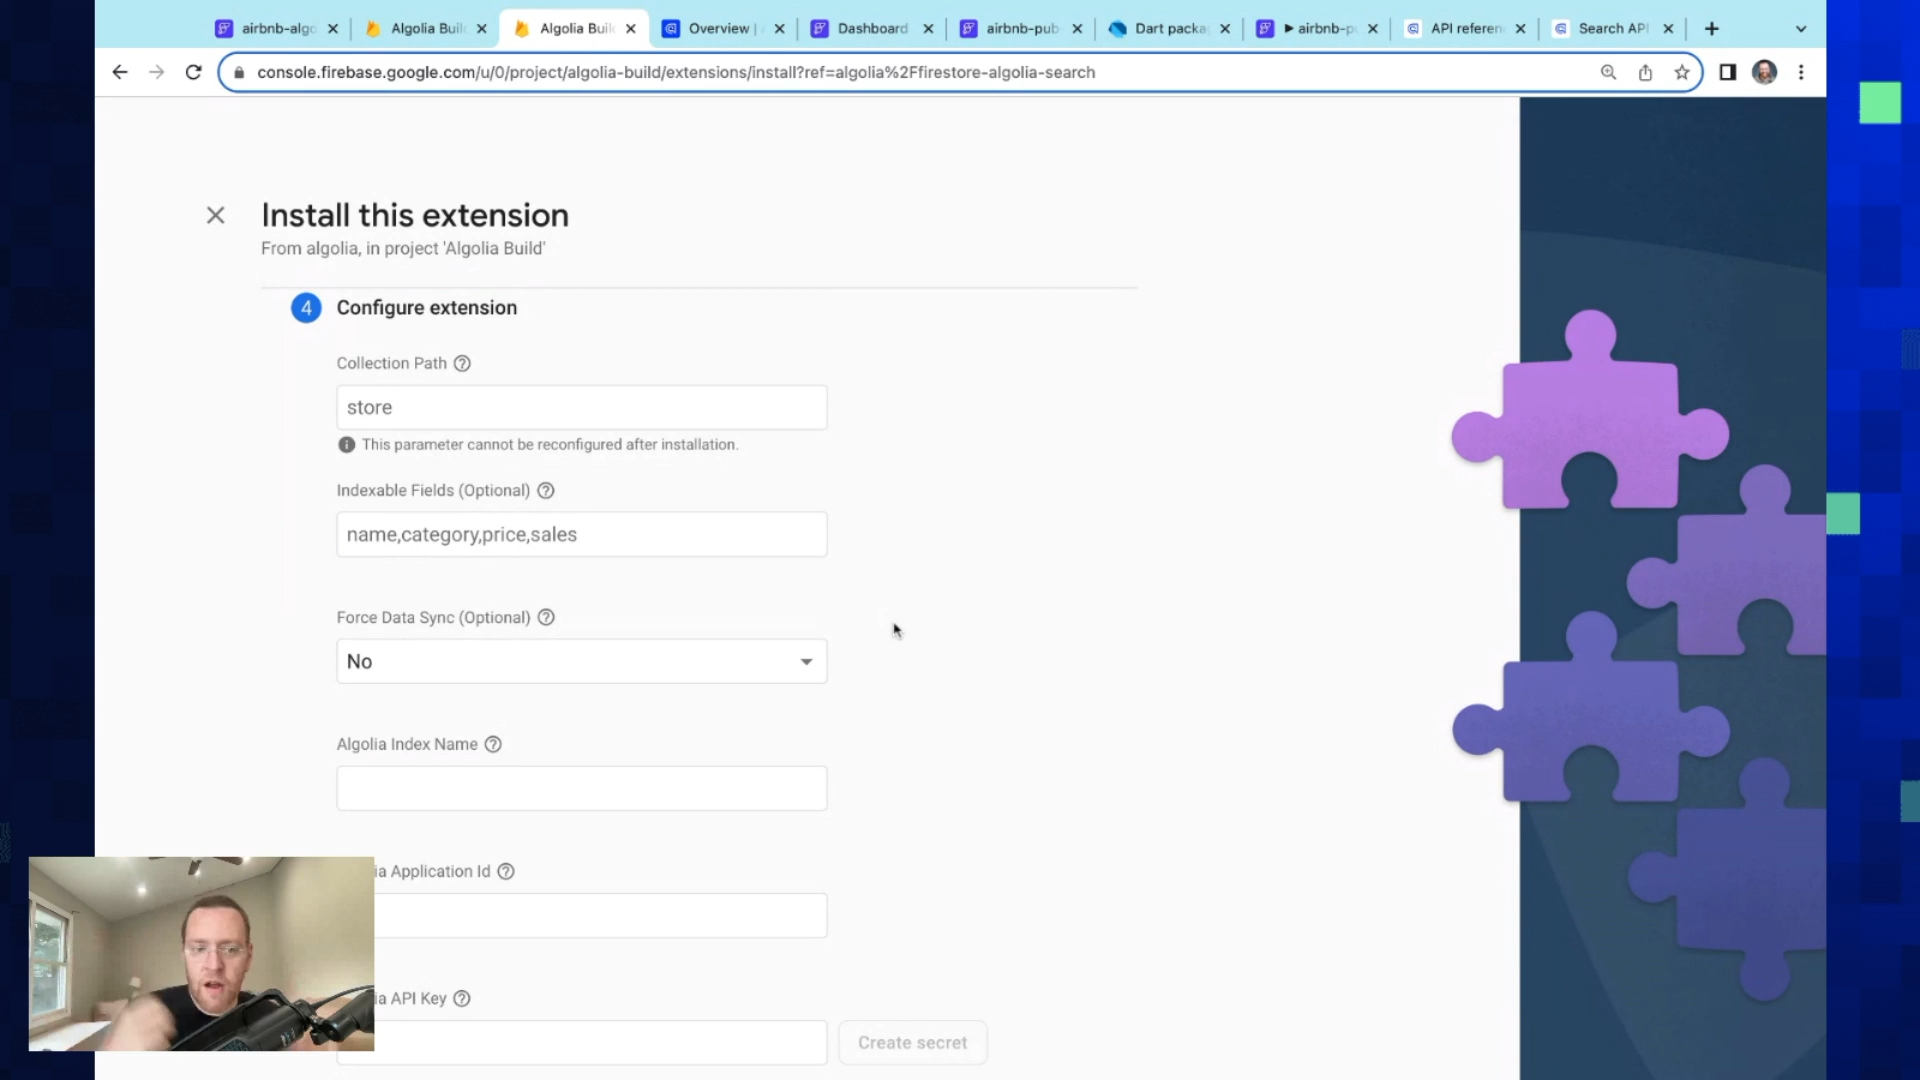 airbnb-algo
Algolia Buil
Algolia Buil
Overview | A
Dashboard
airbnb-pub
Dart packa
airbnb-p
API referen
Search API
console.firebase.google.com/u/0/project/algolia-build/extensions/install?ref=algolia%2Ffirestore-algolia-search
Install this extension
From algolia, in project 'Algolia Build'
4 Configure extension
Collection Path
store
This parameter cannot be reconfigured after installation.
Indexable Fields (Optional)
name,category,price,sales
Force Data Sync (Optional)
No
Algolia Index Name
ia Application Id
ia API Key
Create secret